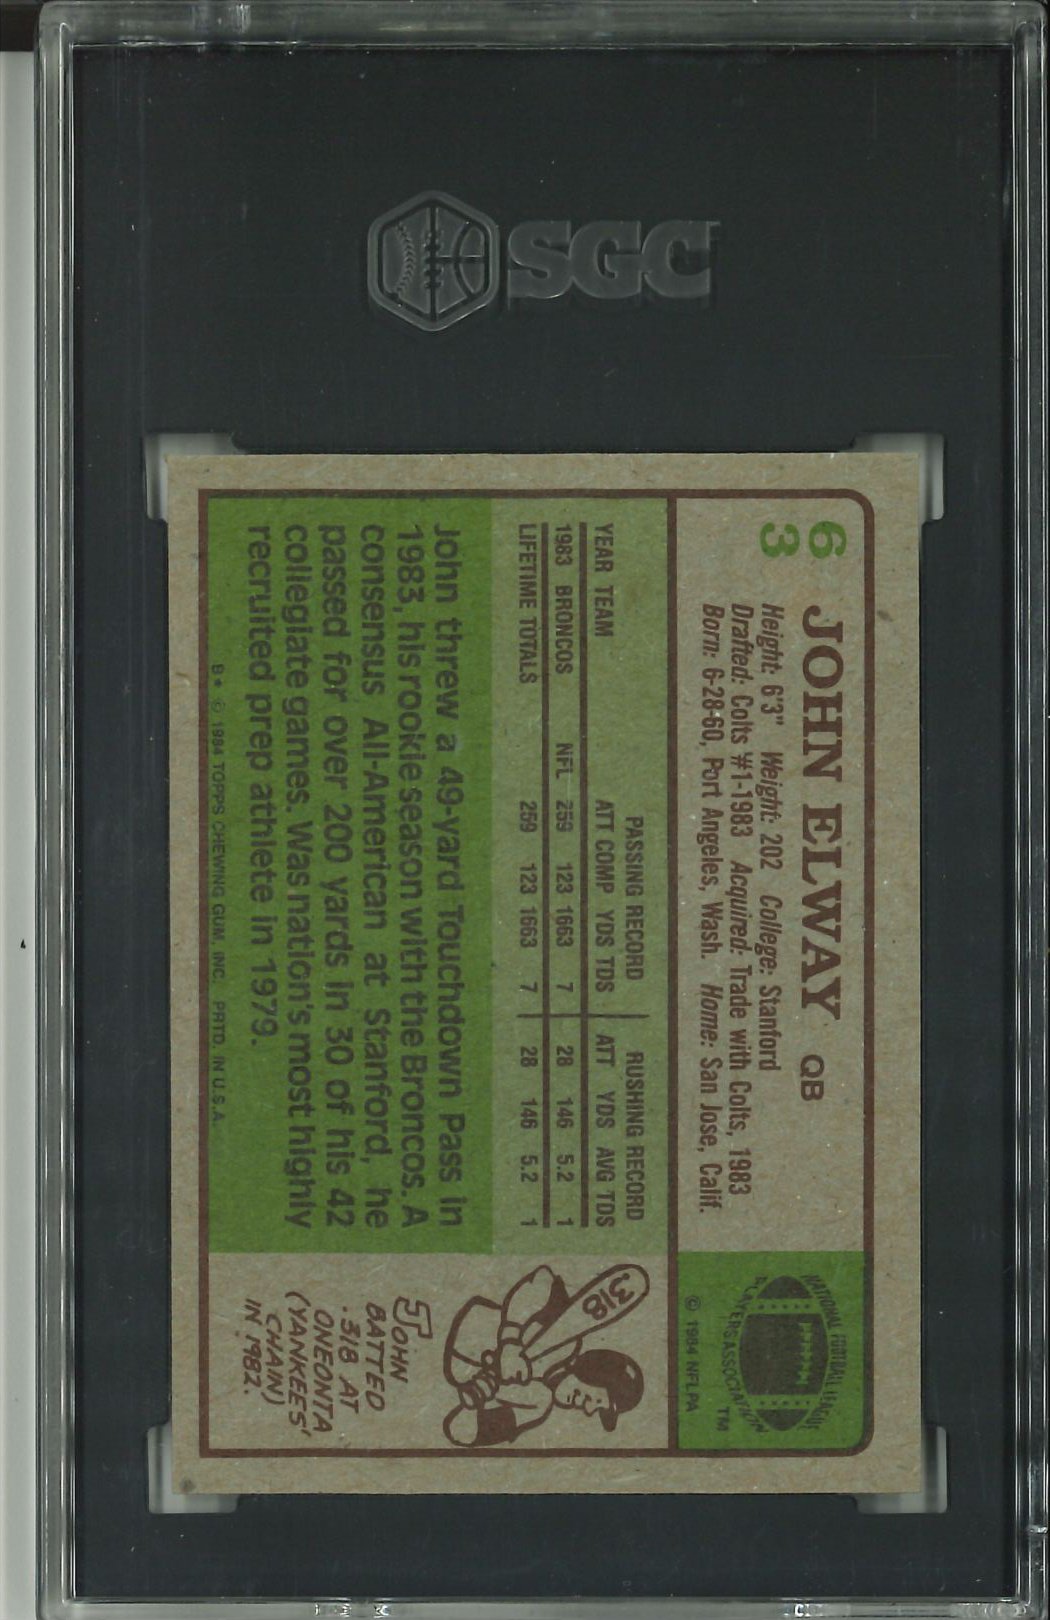 SGC
63
JOHN ELWAY QB
Height: 6'3" Weight: 202 College: Stanford
Drafted: Colts #1-1983 Acquired: Trade with Colts, 1983
Born: 6-28-60, Port Angeles, Wash. Home: San Jose, Calif.
NATIONAL FOOTBALL LEAGUE
PLAYERS ASSOCIATION
TM
© 1984 NFLPA
PASSING RECORD RUSHING RECORD
YEAR TEAM ATT COMP YDS TDS ATT YDS AVG TDS
1983 BRONCOS NFL 259 123 1663 7 28 146 5.2 1
LIFETIME TOTALS 259 123 1663 7 28 146 5.2 1
John threw a 49-yard Touchdown Pass in
1983, his rookie season with the Broncos. A
consensus All-American at Stanford, he
passed for over 200 yards in 30 of his 42
collegiate games. Was nation's most highly
recruited prep athlete in 1979.
318
JOHN
BATTED
.318 AT
ONEONTA
(YANKEES'
CHAIN)
IN 1982.
B* © 1984 TOPPS CHEWING GUM, INC. PRTD. IN U.S.A.